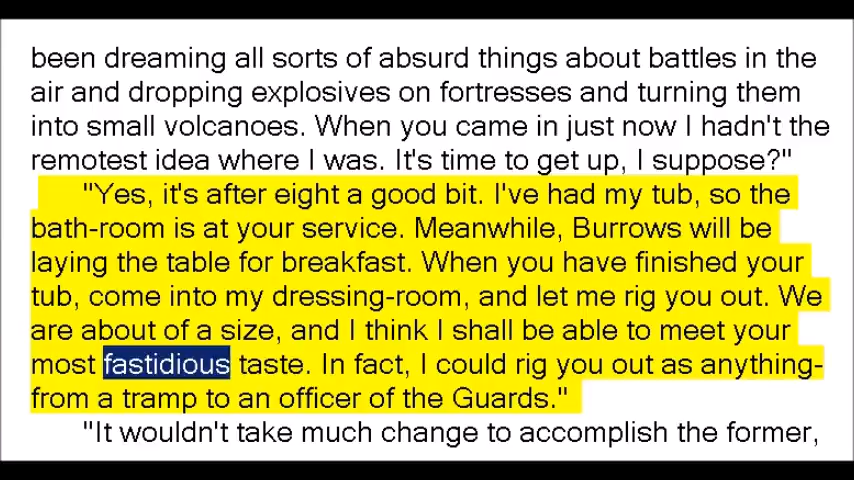 been dreaming all sorts of absurd things about battles in the
air and dropping explosives on fortresses and turning them
into small volcanoes. When you came in just now I hadn't the
remotest idea where I was. It's time to get up, I suppose?"
"Yes, it's after eight a good bit. I've had my tub, so the
bath-room is at your service. Meanwhile, Burrows will be
laying the table for breakfast. When you have finished your
tub, come into my dressing-room, and let me rig you out. We
are about of a size, and I think I shall be able to meet your
most fastidious taste. In fact, I could rig you out as anything-
from a tramp to an officer of the Guards."
"It wouldn't take much change to accomplish the former,